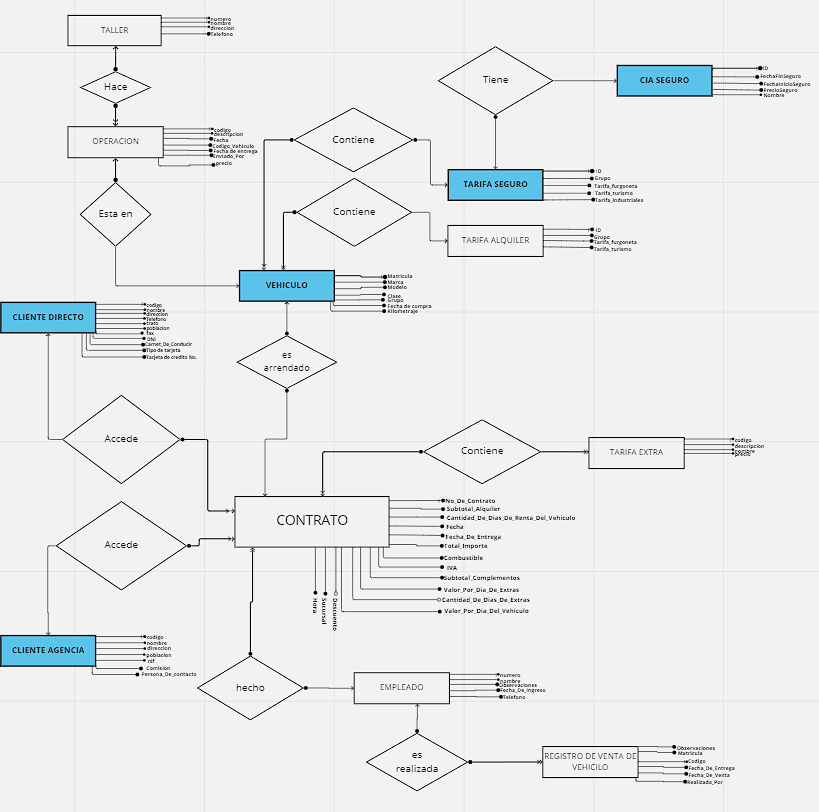 TALLER
numero
nombre
direccion
Telefono
Hace
OPERACION
codigo
descripcion
Fecha
Codigo_Vehiculo
Fecha de entrega
Enviado_Por
precio
Esta en
Tiene
CIA SEGURO
ID
FechaFinSeguro
FechaInicioSeguro
PrecioSeguro
Nombre
Contiene
TARIFA SEGURO
ID
Grupo
Tarifa_furgoneta
Tarifa_turismo
Tarifa_industriales
Contiene
TARIFA ALQUILER
ID
Grupo
Tarifa_furgoneta
Tarifa_turismo
VEHICULO
Matricula
Marca
Modelo
Clase
Grupo
Fecha de compra
Kilometraje
CLIENTE DIRECTO
codigo
nombre
direccion
Telefono
trato
poblacion
fax
DNI
Carnet_De_Conducir
Tipo de tarjeta
Tarjeta de credito No.
es
arrendado
Accede
Contiene
TARIFA EXTRA
codigo
descripcion
nombre
precio
CONTRATO
No_De_Contrato
Subtotal_Alquiler
Cantidad_De_Dias_De_Renta_Del_Vehiculo
Fecha
Fecha_De_Entrega
Total_Importe
Combustible
IVA
Subtotal_Complementos
Valor_Por_Dia_De_Extras
Cantidad_De_Dias_De_Extras
Valor_Por_Dia_Del_Vehiculo
Hora
Sucursal
Descuento
Accede
CLIENTE AGENCIA
codigo
nombre
direccion
poblacion
nif
Comision
Persona_De_contacto
hecho
EMPLEADO
numero
nombre
Observaciones
Fecha_De_Ingreso
Telefono
es
realizada
REGISTRO DE VENTA DE
VEHICILO
Observaciones
Matricula
Codigo
Fecha_De_Entrega
Fecha_De_Venta
Realizada_Por